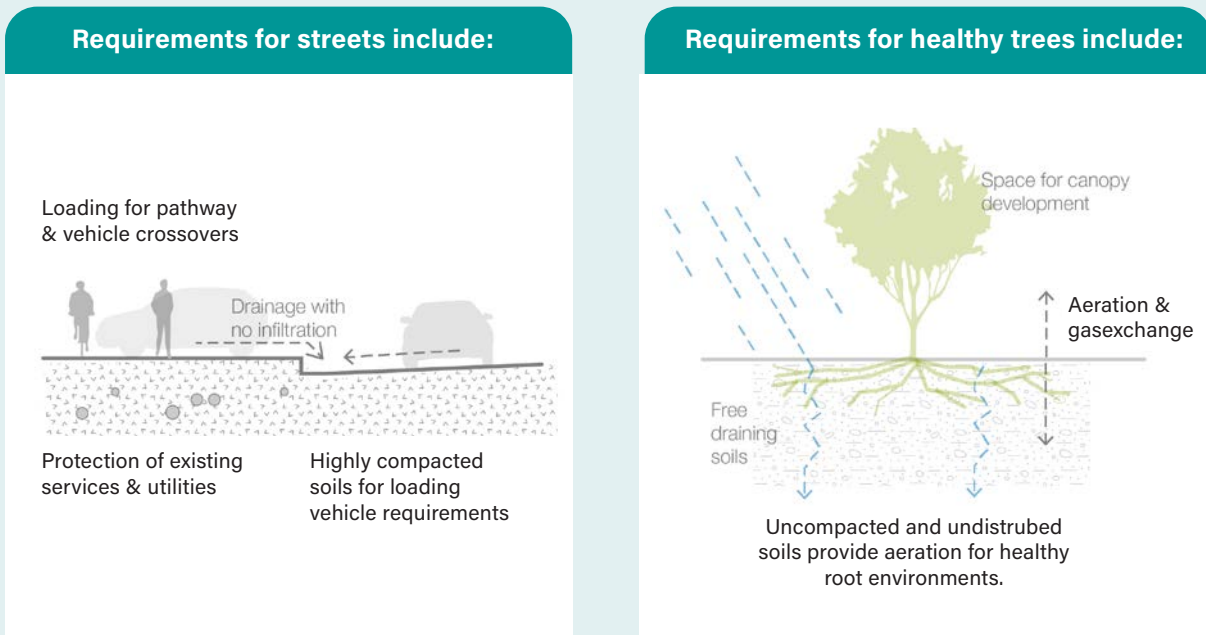 Requirements for streets include:
Loading for pathway
& vehicle crossovers
Drainage with
no infiltration
Protection of existing
services & utilities
Highly compacted
soils for loading
vehicle requirements
Requirements for healthy trees include:
Space for canopy
development
Aeration &
gasexchange
Free
draining
soils
Uncompacted and undistrubed
soils provide aeration for healthy
root environments.